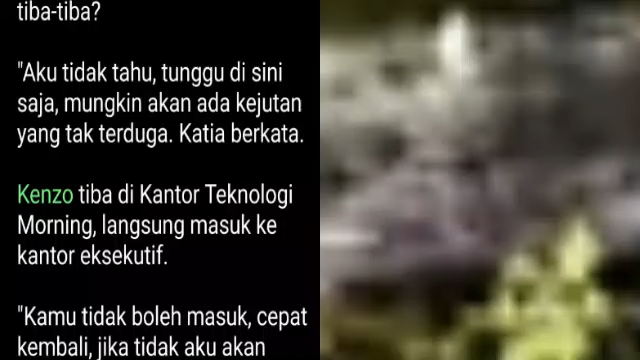 tiba-tiba?
"Aku tidak tahu, tunggu di sini
saja, mungkin akan ada kejutan
yang tak terduga. Katia berkata.
Kenzo tiba di Kantor Teknologi
Morning, langsung masuk ke
kantor eksekutif.
"Kamu tidak boleh masuk, cepat
kembali, jika tidak aku akan